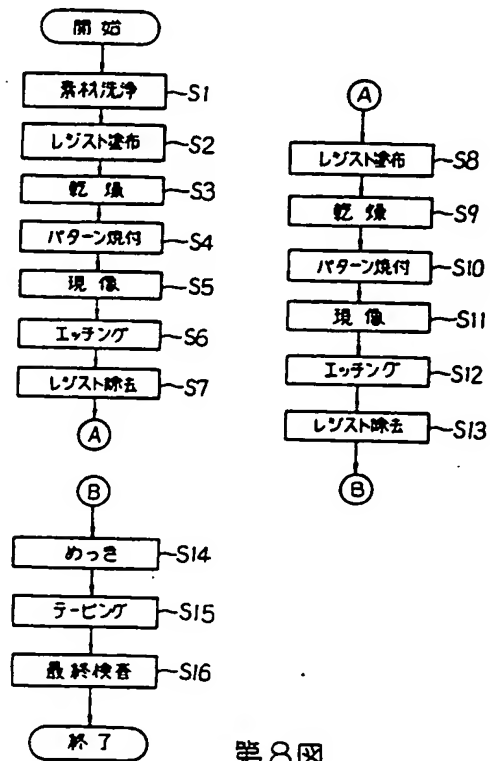 開始
素材洗浄 S1
レジスト塗布 S2
乾燥 S3
パターン焼付 S4
現像 S5
エッチング S6
レジスト除去 S7
A
A
レジスト塗布 S8
乾燥 S9
パターン焼付 S10
現像 S11
エッチング S12
レジスト除去 S13
B
B
めっき S14
テーピング S15
最終検査 S16
終了
第8図